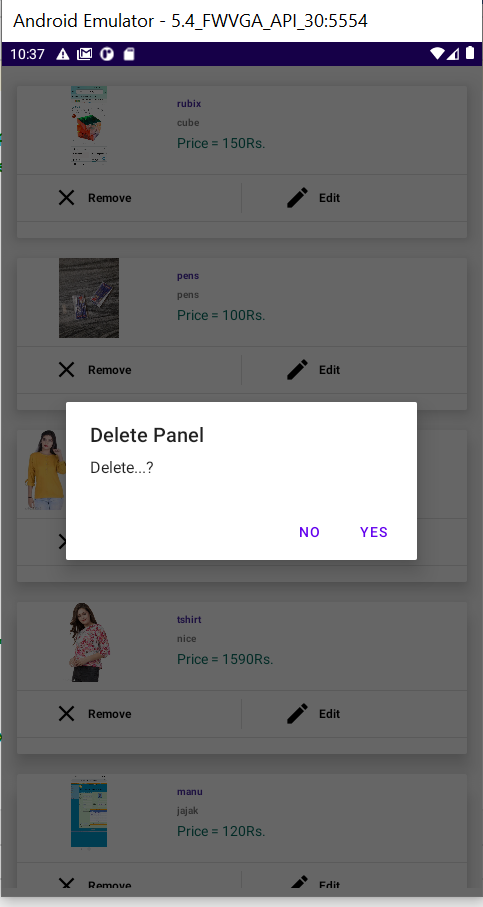 Android Emulator - 5.4_FWVGA_API_30:5554
10:37
rubix
cube
Price = 150Rs.
Remove
Edit
pens
pens
Price = 100Rs.
Remove
Edit
Delete Panel
Delete...?
NO
YES
tshirt
nice
Price = 1590Rs.
Remove
Edit
manu
jajak
Price = 120Rs.
Remove
Edit